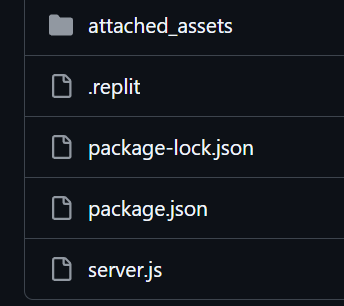 attached_assets
.replit
package-lock.json
package.json
server.js